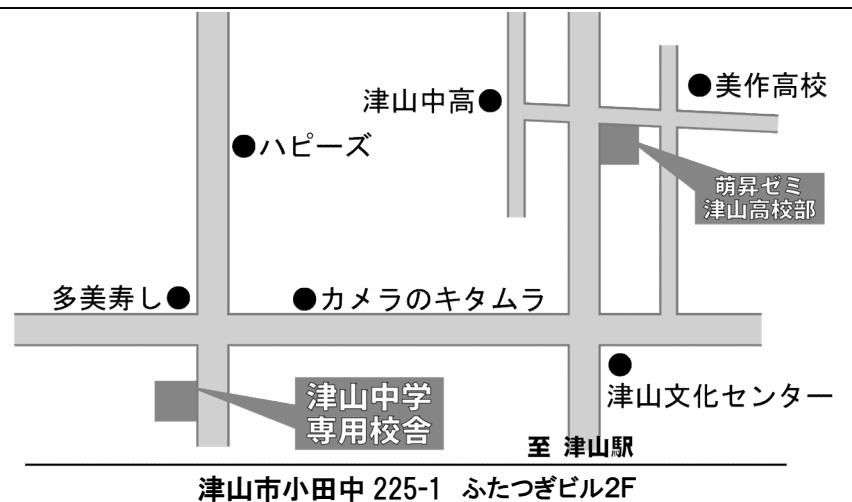 ●美作高校
津山中高●
●ハピーズ
萌昇ゼミ
津山高校部
多美寿し●
●カメラのキタムラ
津山中学
専用校舎
●
津山文化センター
至 津山駅
津山市小田中 225-1 ふたつぎビル2F